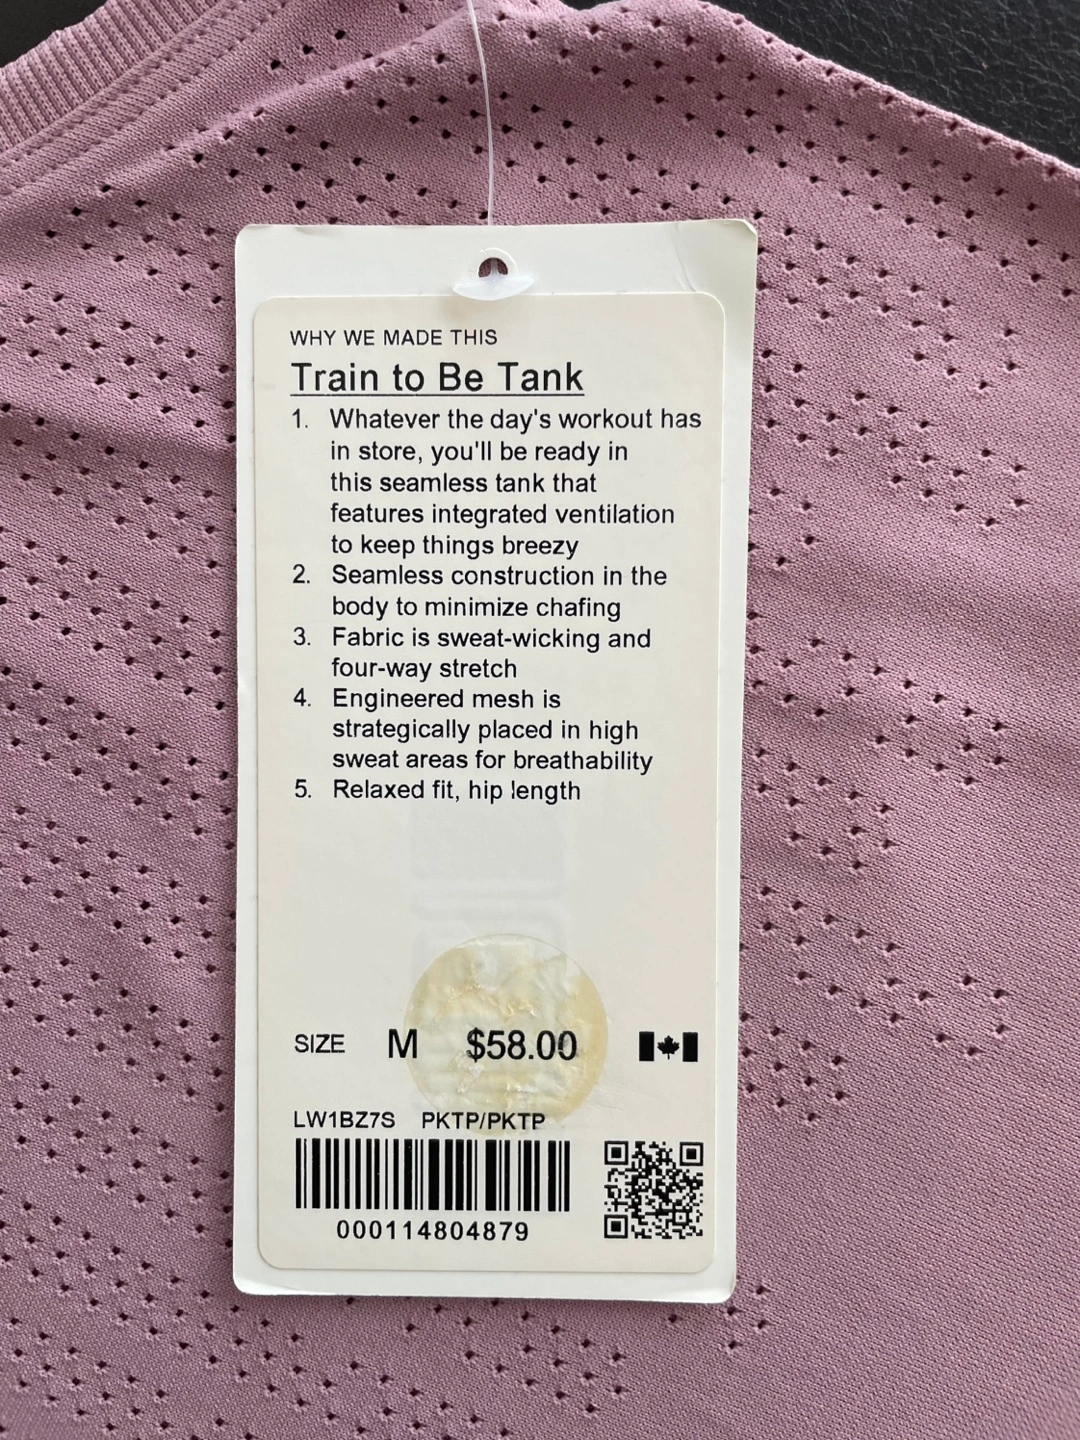 WHY WE MADE THIS
Train to Be Tank
1. Whatever the day's workout has
in store, you'll be ready in
this seamless tank that
features integrated ventilation
to keep things breezy
2. Seamless construction in the
body to minimize chafing
3. Fabric is sweat-wicking and
four-way stretch
4. Engineered mesh is
strategically placed in high
sweat areas for breathability
5. Relaxed fit, hip length
SIZE M $58.00
LW1BZ7S PKTP/PKTP
000114804879